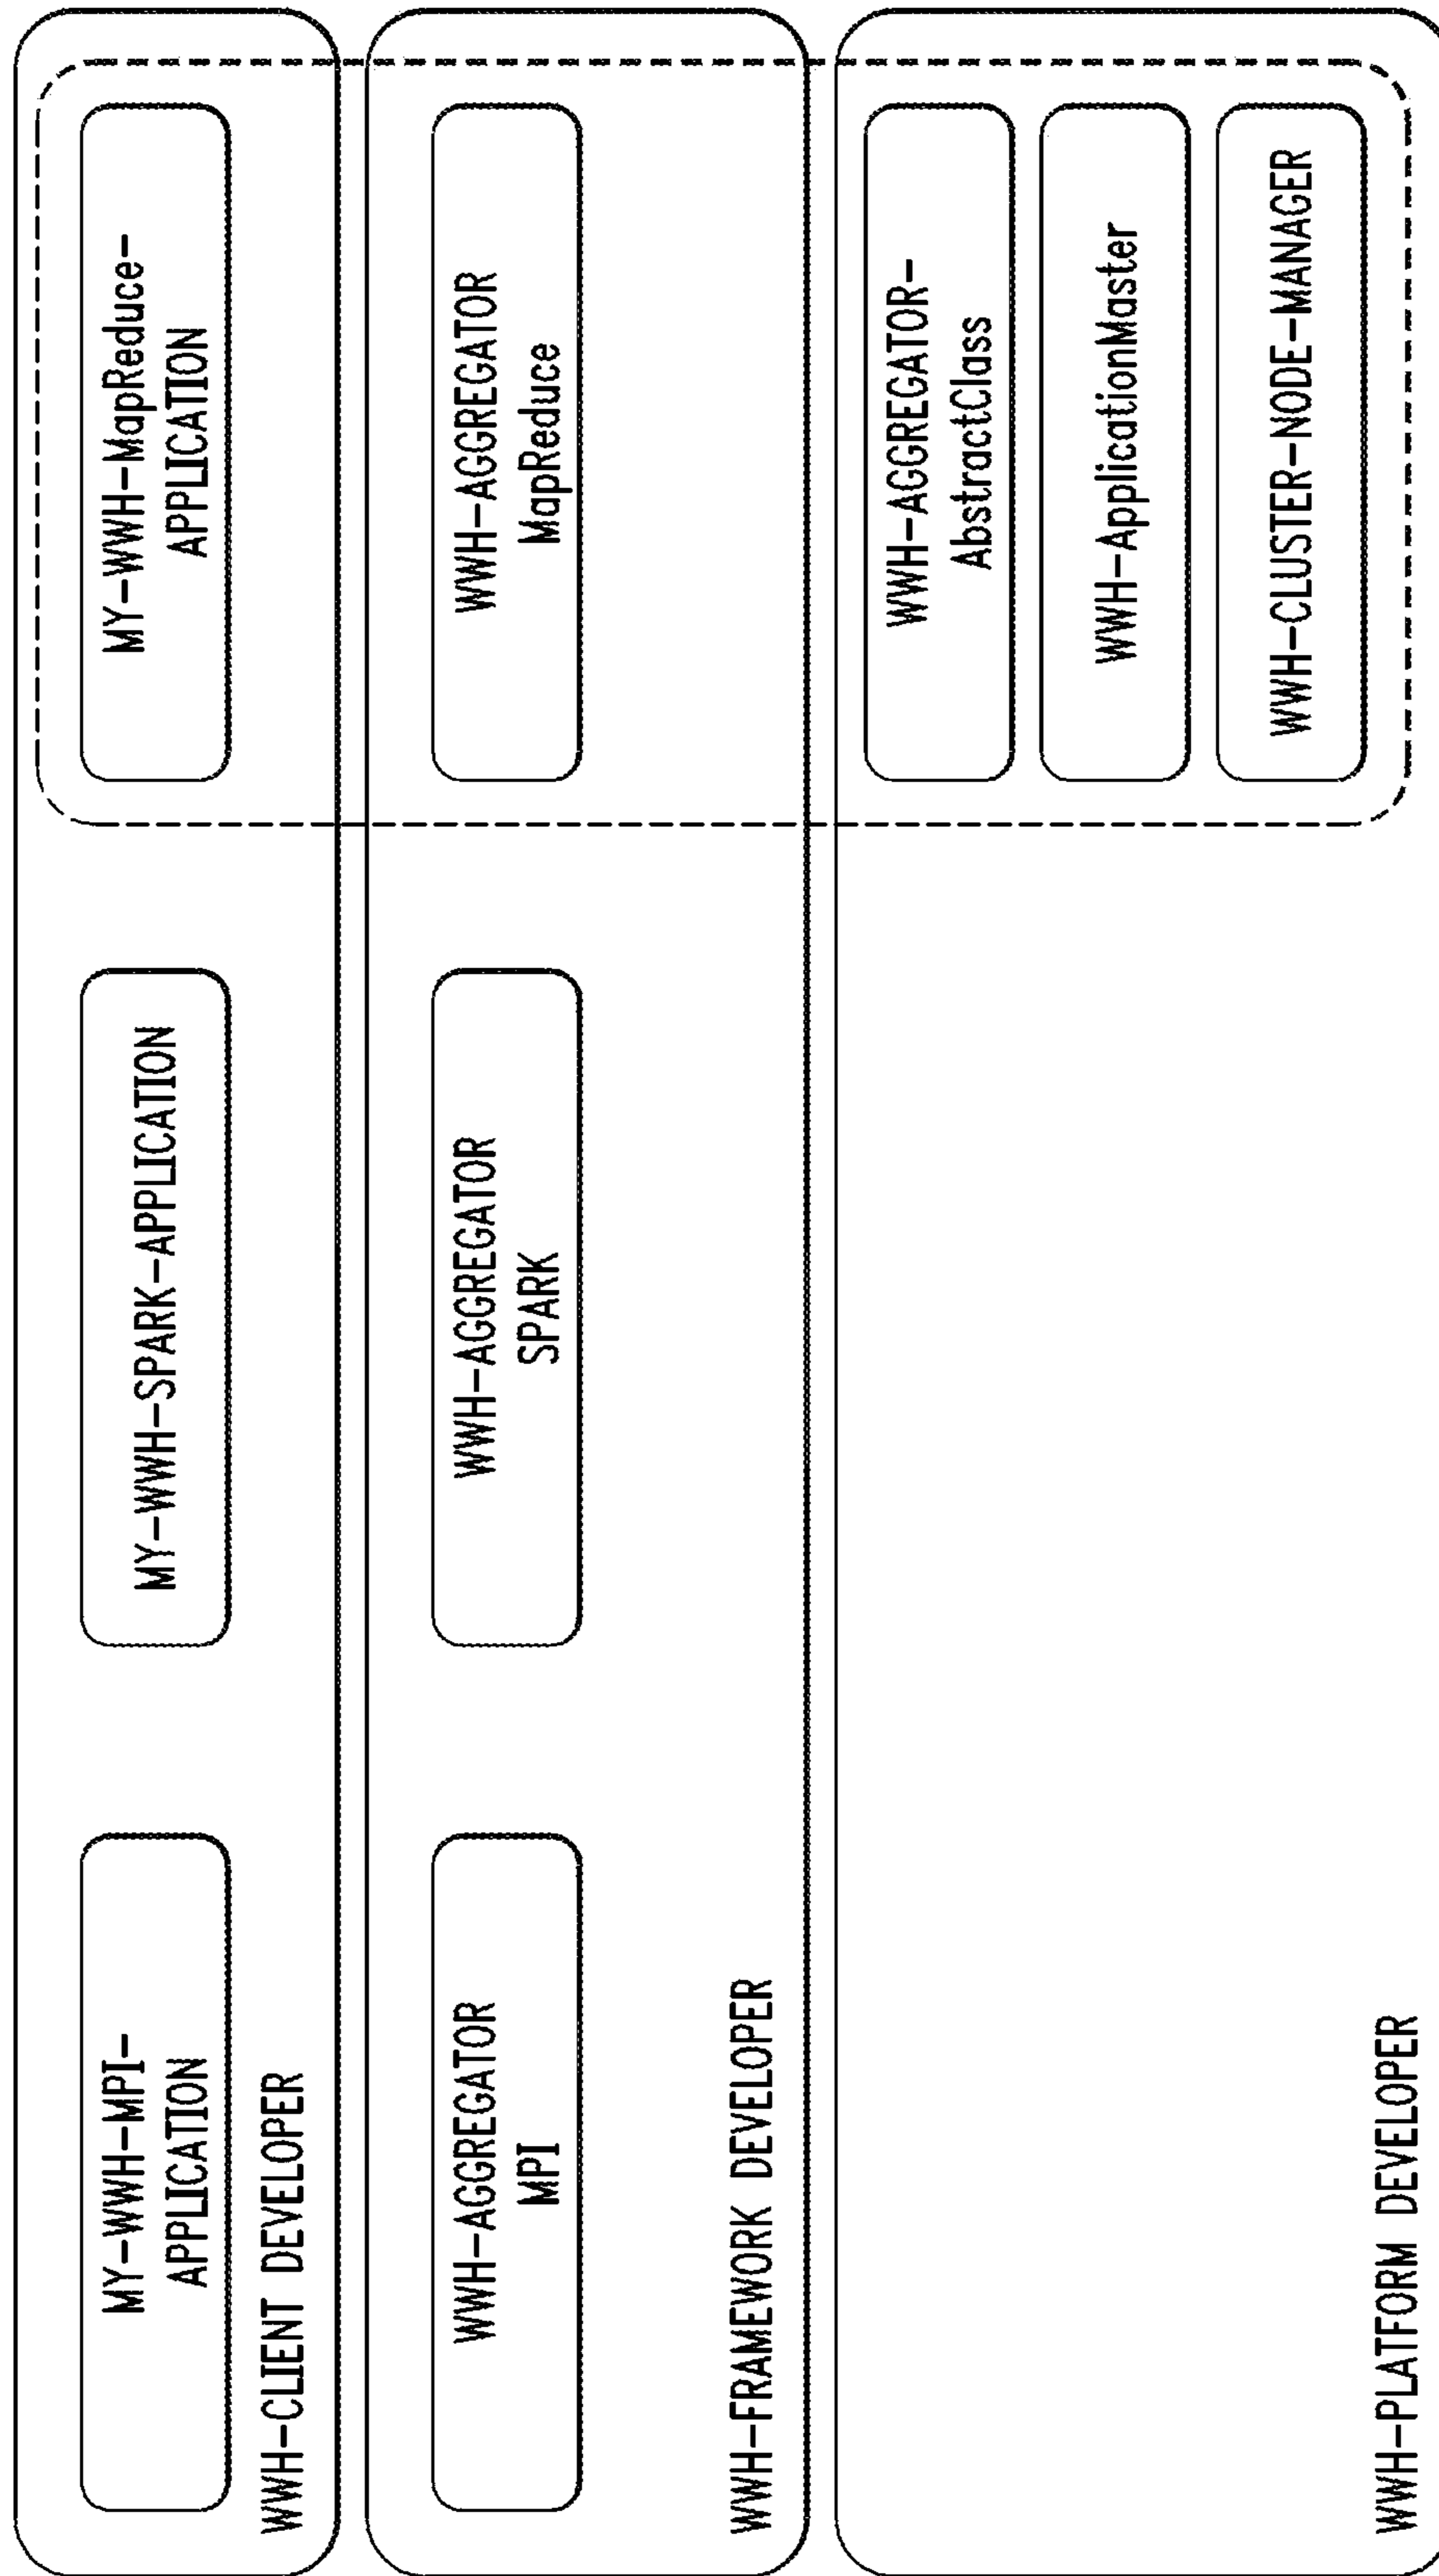 MY-WWH-MPI-
APPLICATION
MY-WWH-SPARK-APPLICATION
MY-WWH-MapReduce-
APPLICATION
WWH-CLIENT DEVELOPER
WWH-AGGREGATOR
MPI
WWH-AGGREGATOR
SPARK
WWH-AGGREGATOR
MapReduce
WWH-FRAMEWORK DEVELOPER
WWH-AGGREGATOR-
AbstractClass
WWH-ApplicationMaster
WWH-CLUSTER-NODE-MANAGER
WWH-PLATFORM DEVELOPER